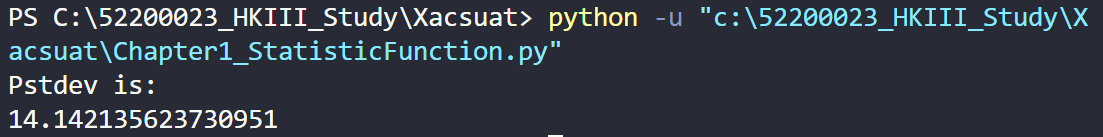 PS C:\52200023_HKIII_Study\Xacsuat> python -u "c:\52200023_HKIII_Study\X
acsuat\Chapter1_StatisticFunction.py"
Pstdev is:
14.142135623730951